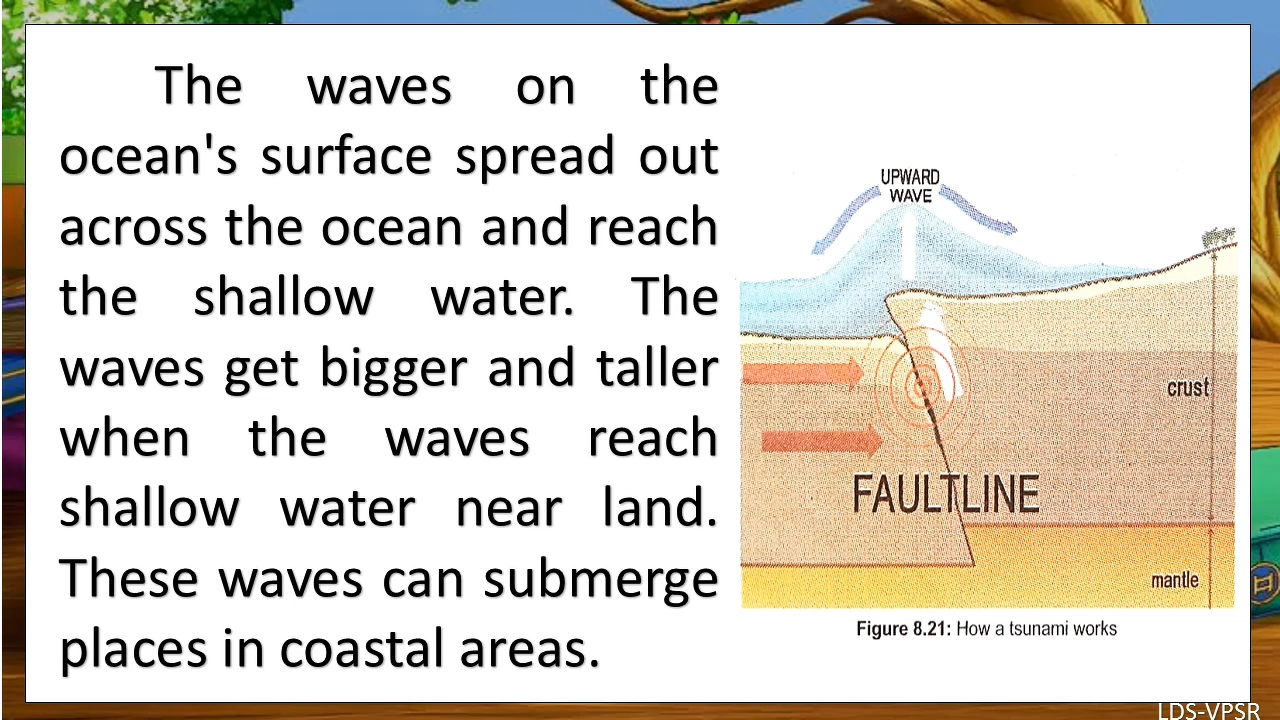 The waves on the
ocean's surface spread out
across the ocean and reach
the shallow water. The
waves get bigger and taller
when the waves reach
shallow water near land.
These waves can submerge
places in coastal areas.
UPWARD
WAVE
crust
FAULTLINE
mantle
Figure 8.21: How a tsunami works
LDS-VPSR